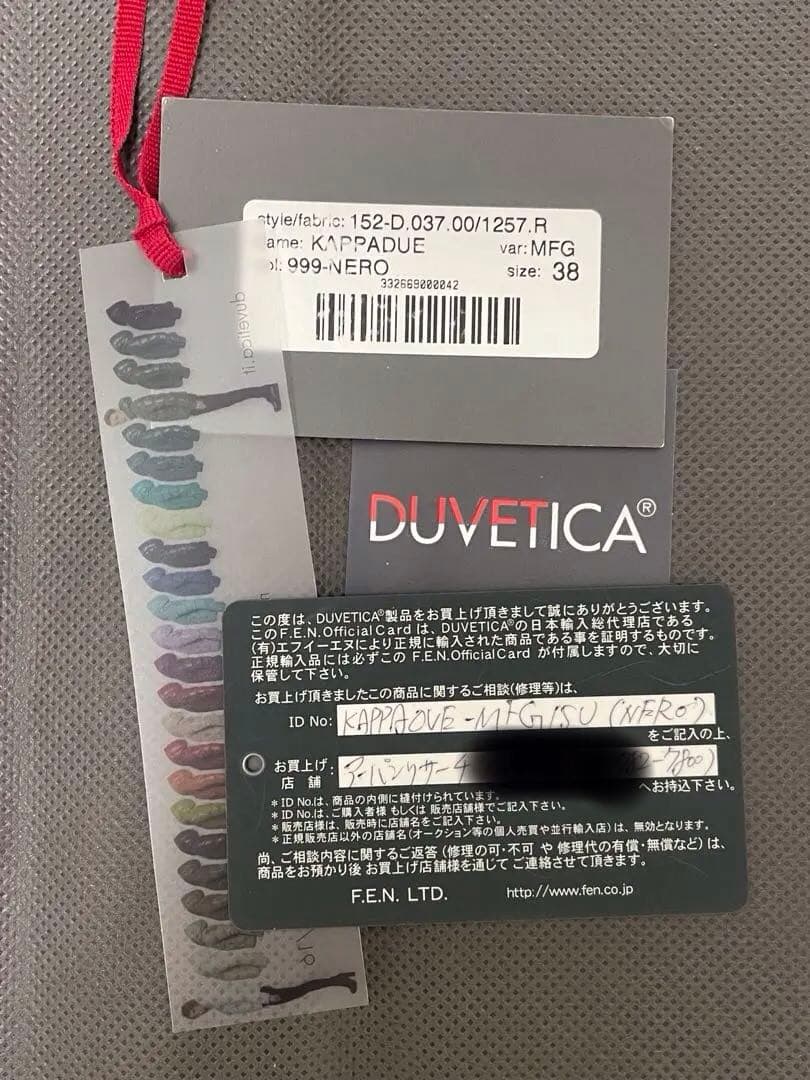 style/fabric: 152-D.037.00/1257.R
ame: KAPPADUE var: MFG
ol: 999-NERO size: 38
332669000042
duvetica.it
DUVETICA®
この度は、DUVETICA®製品をお買上げ頂きまして誠にありがとうございます。
このF.E.N.OfficialCardは、DUVETICA®の日本輸入総代理店である
(有)エフイーエヌにより正規に輸入された商品である事を証明するものです。
正規輸入品には必ずこの F.E.N.OfficialCard が付属しますので、大切に
保管して下さい。
お買上げ頂きましたこの商品に関するご相談(修理等)は、
ID No: KAPPADUE-MFG15U (NERO)
をご記入の上、
お買上げ店舗: アーバンリサーチ -7800)
へお持込下さい。
*ID No.は、商品の内側に縫付けられています。
*ID No.は、ご購入者様 もしくは 販売店舗様でご記入下さい。
*販売店様は、販売時に店舗名をご記入下さい。
*正規販売店以外の店舗名(オークション等の個人売買や並行輸入店)は、無効となります。
尚、ご相談内容に関するご返答 (修理の可・不可 や 修理代の有償・無償など) は、
商品をお預かり後 お買上げ店舗様を通じて ご連絡させて頂きます。
F.E.N. LTD. http://www.fen.co.jp